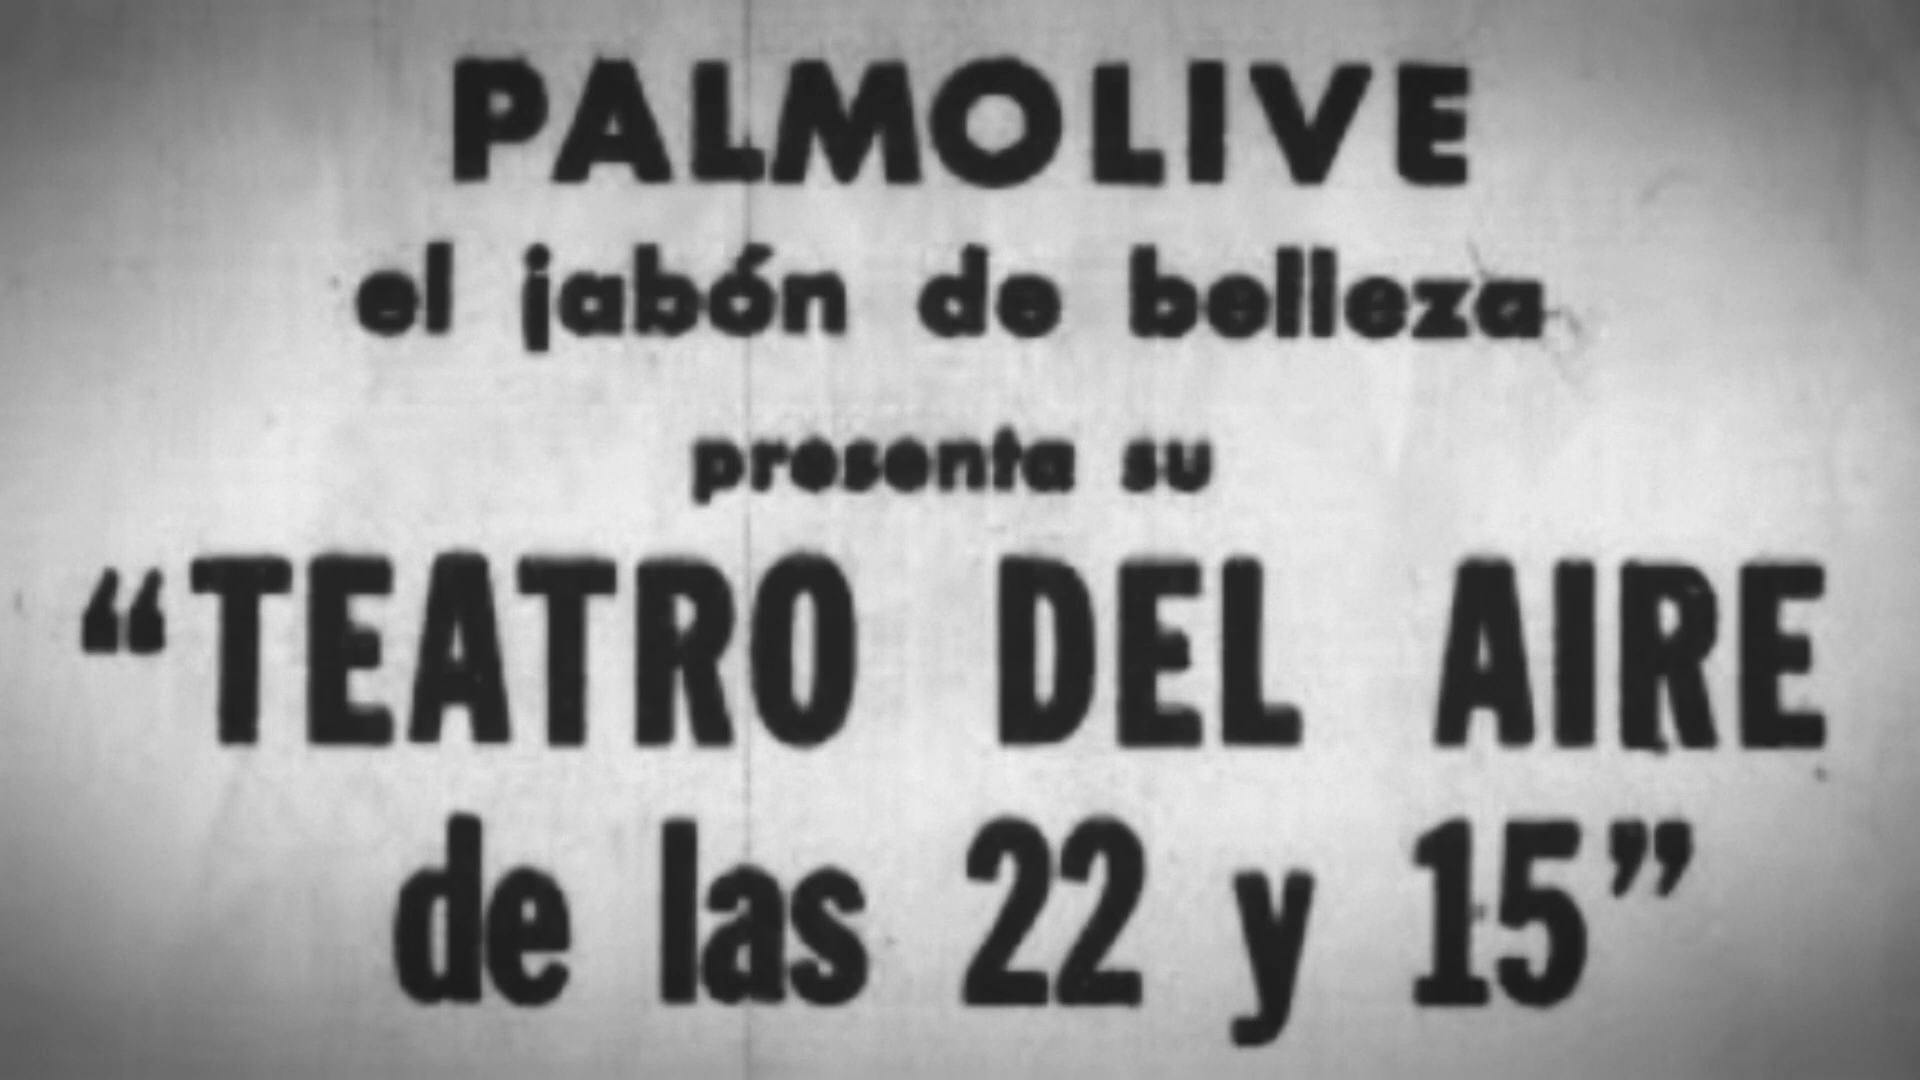 PALMOLIVE
el jabón de belleza
presenta su
“TEATRO DEL AIRE
de las 22 y 15”